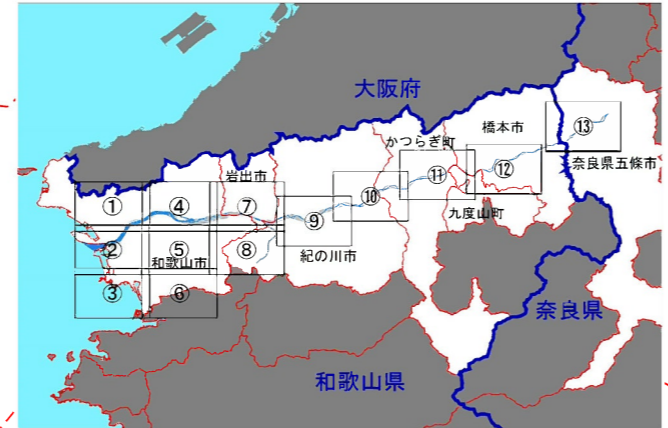 大阪府
橋本市
かつらぎ町
⑬
奈良県五條市
岩出市
⑫
⑪
⑩
①
④
⑦
⑨
九度山町
②
⑤
⑧
紀の川市
和歌山市
③
⑥
奈良県
和歌山県